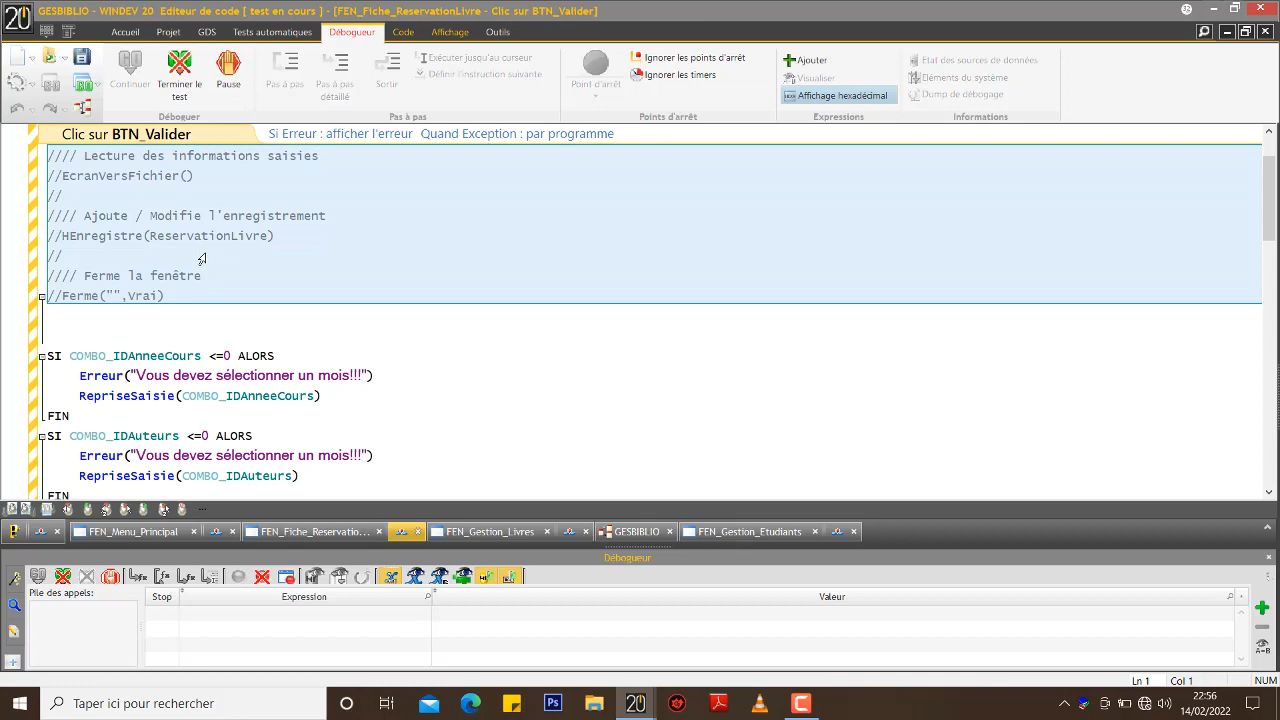 20 GESBIBLIO - WINDEV 20 Editeur de code [ test en cours ] - [FEN_Fiche_ReservationLivre - Clic sur BTN_Valider] 32
Accueil Projet GDS Tests automatiques Débogueur Code Affichage Outils
Continuer Terminer le test Pause
Déboguer
Pas à pas Pas à pas détaillé Sortir Exécuter jusqu'au curseur
Définir l'instruction suivante
Pas à pas
Point d'arrêt Ignorer les points d'arrêt
Ignorer les timers
Points d'arrêt
Ajouter
Visualiser
Affichage hexadécimal
Expressions
Etat des sources de données
Eléments du système
Dump de débogage
Informations
Clic sur BTN_Valider Si Erreur : afficher l'erreur Quand Exception : par programme
//// Lecture des informations saisies
//EcranVersFichier()
//
//// Ajoute / Modifie l'enregistrement
//HEnregistre(ReservationLivre)
//
//// Ferme la fenêtre
//Ferme("",Vrai)
SI COMBO_IDAnneeCours <=0 ALORS
Erreur("Vous devez sélectionner un mois!!!")
RepriseSaisie(COMBO_IDAnneeCours)
FIN
SI COMBO_IDAuteurs <=0 ALORS
Erreur("Vous devez sélectionner un mois!!!")
RepriseSaisie(COMBO_IDAuteurs)
FIN
FEN_Menu_Principal FEN_Fiche_Reservatio... FEN_Gestion_Livres GESBIBLIO FEN_Gestion_Etudiants
Débogueur
Pile des appels: Stop Expression Valeur
Ln 1 Col 1 NUM
Taper ici pour rechercher Ps 20 22:56
14/02/2022